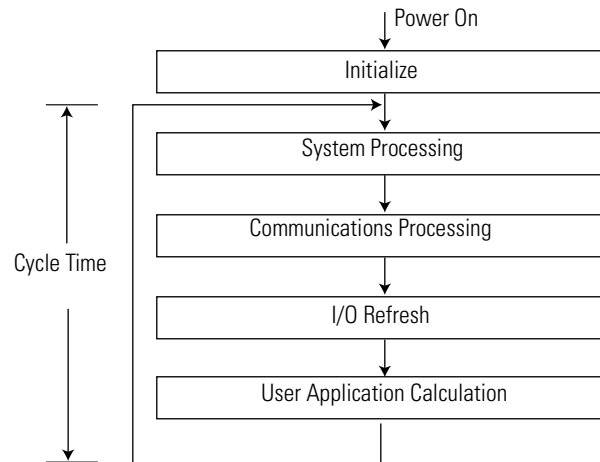 Power On
Initialize
System Processing
Communications Processing
Cycle Time
I/O Refresh
User Application Calculation